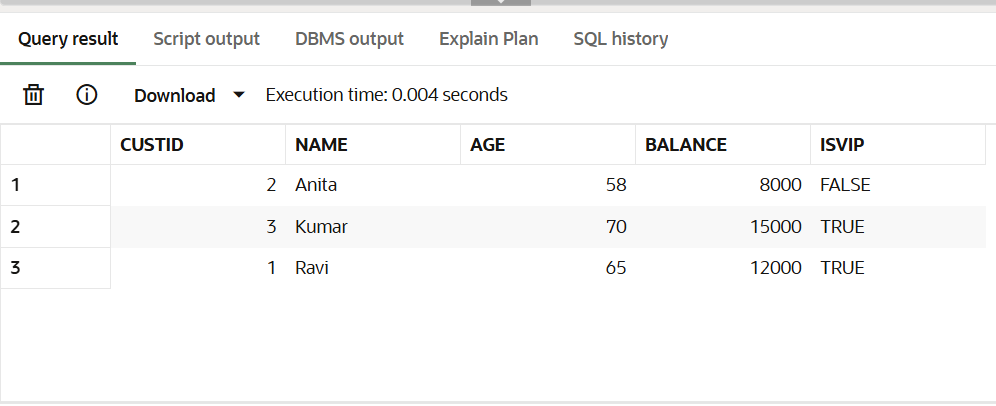 Query result Script output DBMS output Explain Plan SQL history
Download Execution time: 0.004 seconds
CUSTID NAME AGE BALANCE ISVIP
1 2 Anita 58 8000 FALSE
2 3 Kumar 70 15000 TRUE
3 1 Ravi 65 12000 TRUE